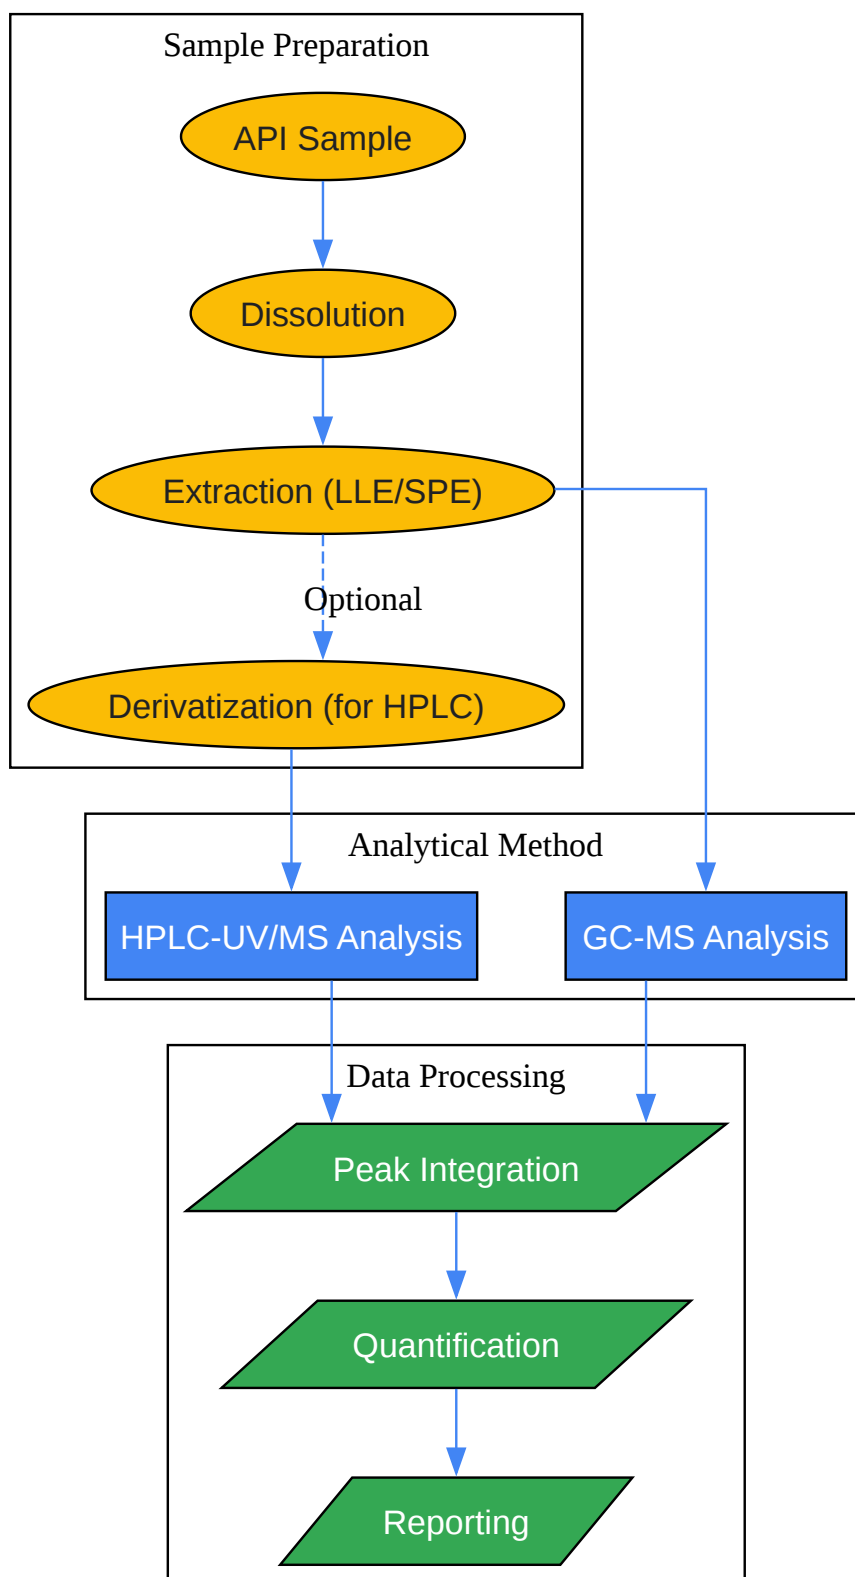 Sample Preparation
API Sample
Dissolution
Extraction (LLE/SPE)
Optional
Derivatization (for HPLC)
Analytical Method
HPLC-UV/MS Analysis
GC-MS Analysis
Data Processing
Peak Integration
Quantification
Reporting